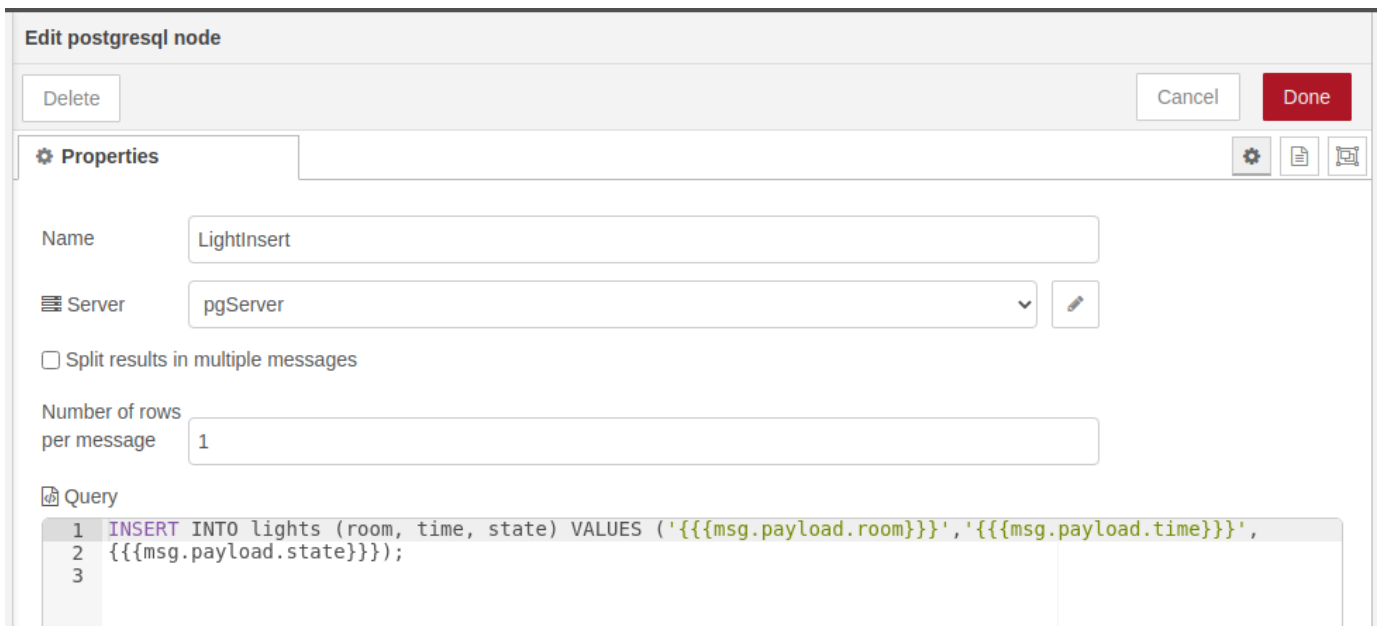 Edit postgresql node
Delete
Cancel
Done
Properties
Name
LightInsert
Server
pgServer
Split results in multiple messages
Number of rows
per message
1
Query
1 INSERT INTO lights (room, time, state) VALUES ('{{{msg.payload.room}}}','{{{msg.payload.time}}}',
2 {{{msg.payload.state}}});
3